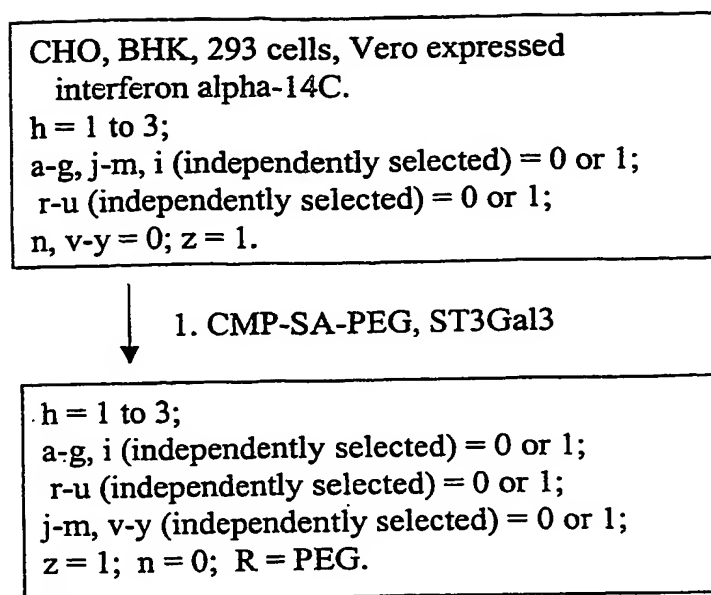 CHO, BHK, 293 cells, Vero expressed
interferon alpha-14C.
h = 1 to 3;
a-g, j-m, i (independently selected) = 0 or 1;
r-u (independently selected) = 0 or 1;
n, v-y = 0; z = 1.
1. CMP-SA-PEG, ST3Gal3
h = 1 to 3;
a-g, i (independently selected) = 0 or 1;
r-u (independently selected) = 0 or 1;
j-m, v-y (independently selected) = 0 or 1;
z = 1; n = 0; R = PEG.